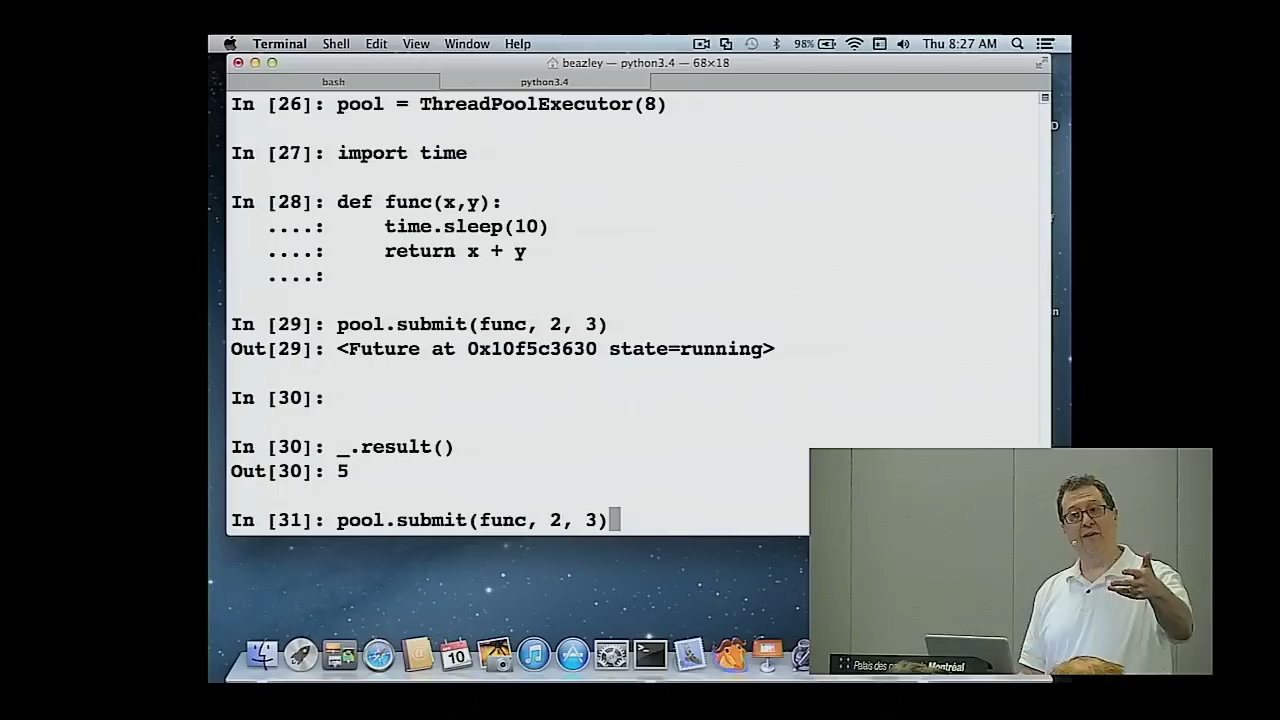 Terminal Shell Edit View Window Help 98% Thu 8:27 AM
beazley — python3.4 — 68×18
bash python3.4
In [26]: pool = ThreadPoolExecutor(8)
In [27]: import time
In [28]: def func(x,y):
....: time.sleep(10)
....: return x + y
....:
In [29]: pool.submit(func, 2, 3)
Out[29]: <Future at 0x10f5c3630 state=running>
In [30]:
In [30]: _.result()
Out[30]: 5
In [31]: pool.submit(func, 2, 3)
10
Palais des Montréal